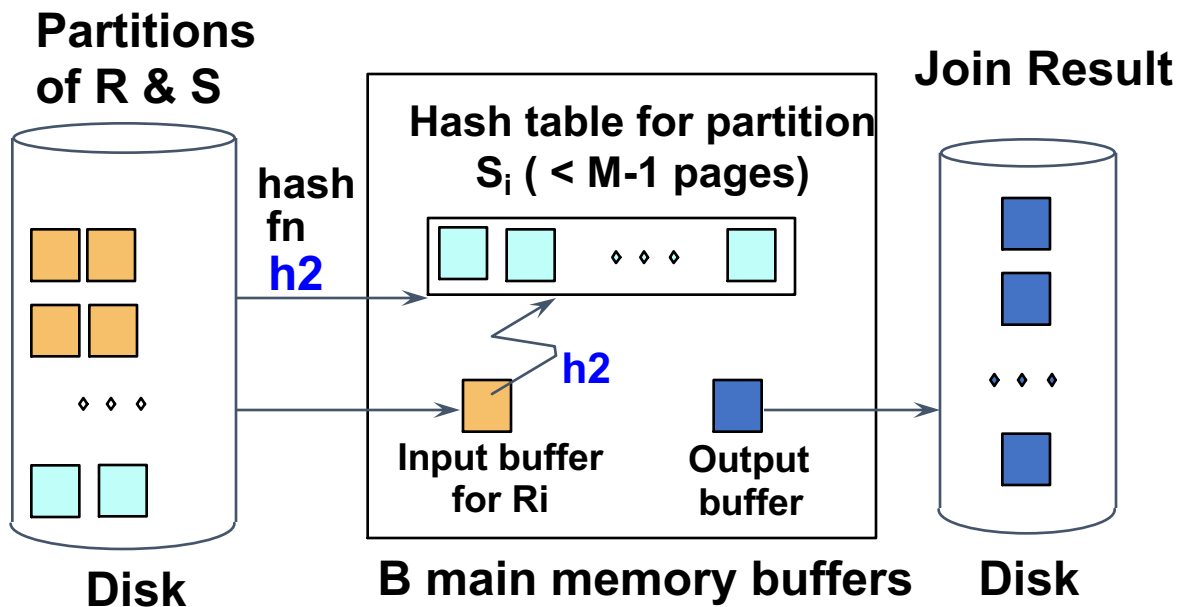 Partitions
of R & S
Join Result
Hash table for partition
Si ( < M-1 pages)
hash
fn
h2
h2
Input buffer
for Ri
Output
buffer
Disk
B main memory buffers
Disk